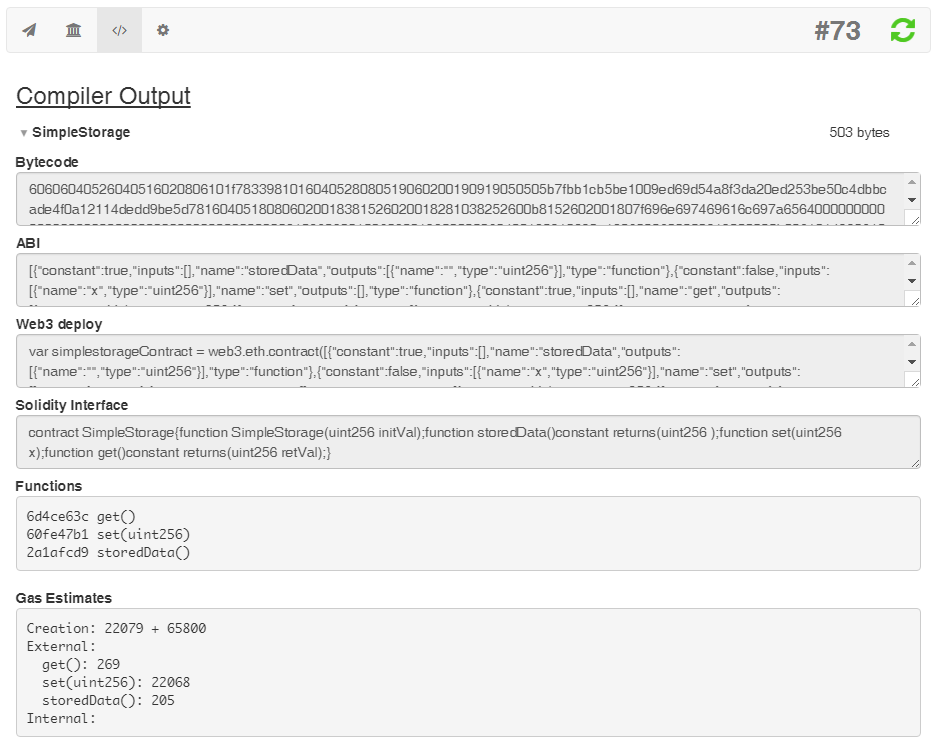 #73
Compiler Output
SimpleStorage
503 bytes
Bytecode
60606040526040516020806101f7833981016040528080519060200190919050505b7fbb1cb5be1009ed69d54a8f3da20ed253be50c4dbbc
ade4f0a12114dedd9be5d7816040518080602001838152602001828103825260 0b8152602001807f696e697469616c697a6564000000000
ABI
[{"constant":true,"inputs":[],"name":"storedData","outputs":[{"name":"","type":"uint256"}],"type":"function"},{"constant":false,"inputs":
[{"name":"x","type":"uint256"}],"name":"set","outputs":[],"type":"function"},{"constant":true,"inputs":[],"name":"get","outputs":
Web3 deploy
var simplestorageContract = web3.eth.contract([{"constant":true,"inputs":[],"name":"storedData","outputs":
[{"name":"","type":"uint256"}],"type":"function"},{"constant":false,"inputs":[{"name":"x","type":"uint256"}],"name":"set","outputs":
Solidity Interface
contract SimpleStorage{function SimpleStorage(uint256 initVal);function storedData()constant returns(uint256 );function set(uint256
x);function get()constant returns(uint256 retVal);}
Functions
6d4ce63c get()
60fe47b1 set(uint256)
2a1afcd9 storedData()
Gas Estimates
Creation: 22079 + 65800
External:
get(): 269
set(uint256): 22068
storedData(): 205
Internal: